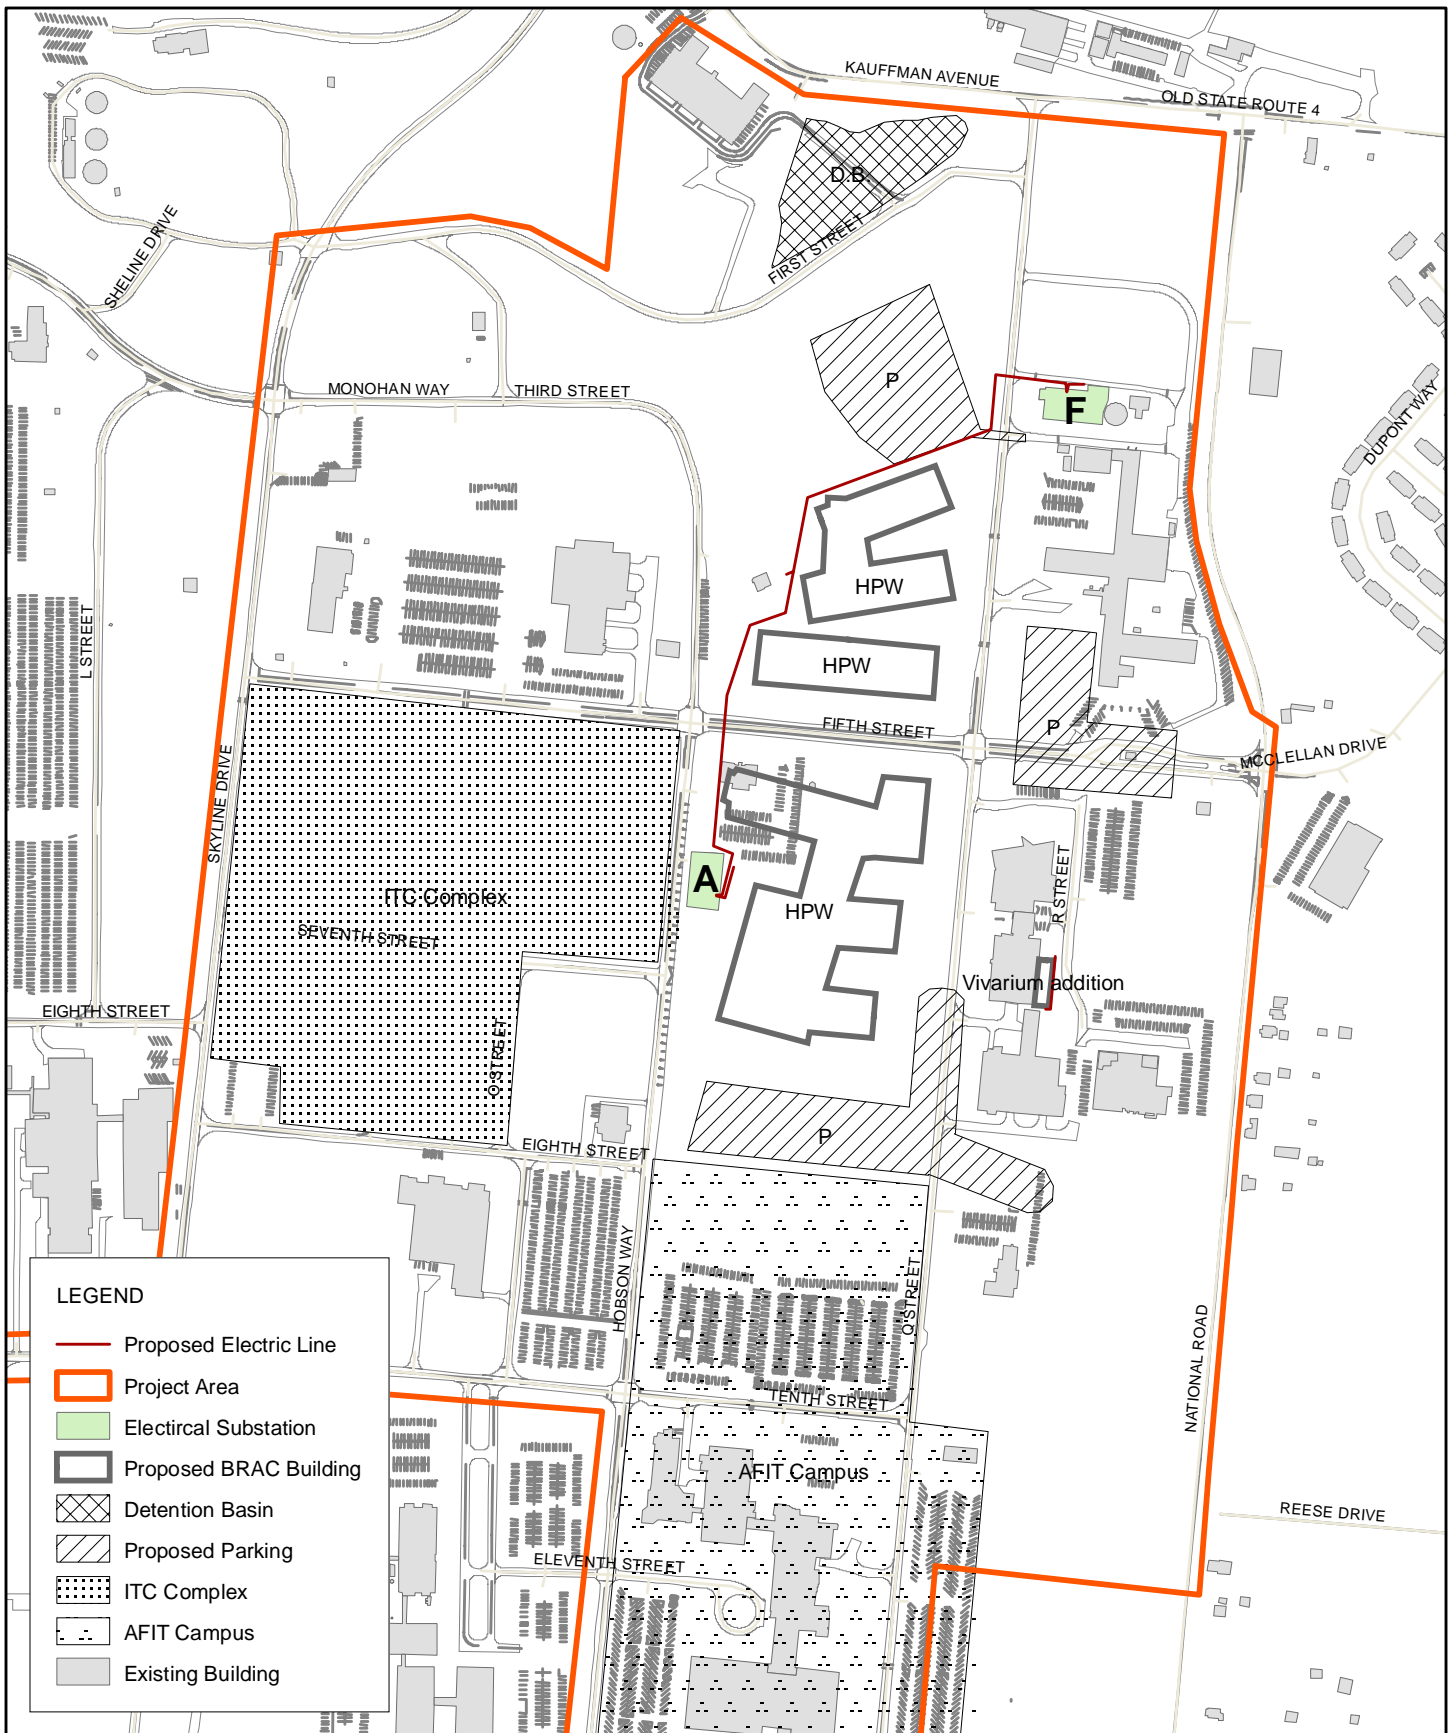 KAUFFMAN AVENUE
OLD STATE ROUTE 4
D.B.
SHELINE DRIVE
FIRST STREET
MONOHAN WAY
THIRD STREET
P
F
DUPONT WAY
HPW
L STREET
HPW
FIFTH STREET
P
MCCLELLAN DRIVE
SKYLINE DRIVE
A
R STREET
ITC Complex
HPW
SEVENTH STREET
Vivarium addition
EIGHTH STREET
Q STREET
P
EIGHTH STREET
HOBSON WAY
Q STREET
NATIONAL ROAD
TENTH STREET
AFIT Campus
REESE DRIVE
ELEVENTH STREET
LEGEND
Proposed Electric Line
Project Area
Electircal Substation
Proposed BRAC Building
Detention Basin
Proposed Parking
ITC Complex
AFIT Campus
Existing Building